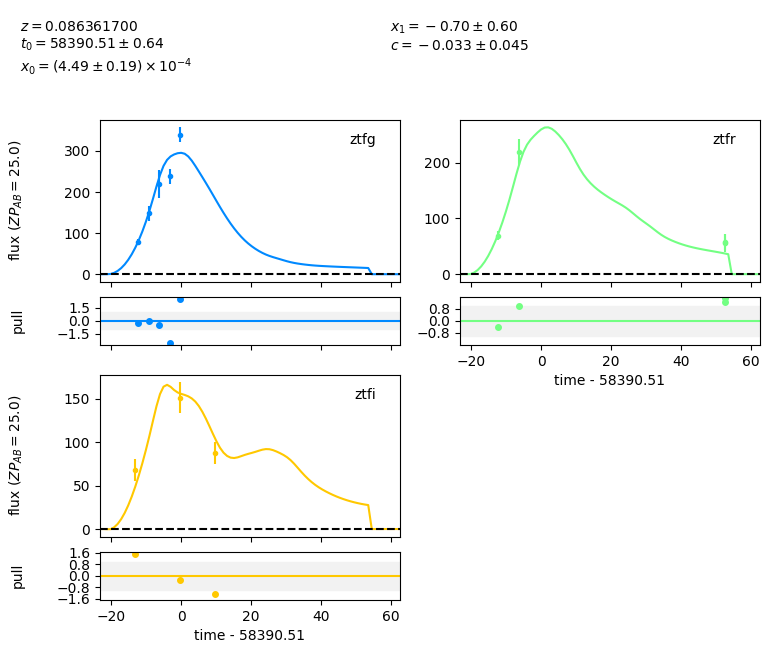 z = 0.086361700
t₀ = 58390.51 ± 0.64
x₀ = (4.49 ± 0.19) × 10⁻⁴
x₁ = −0.70 ± 0.60
c = −0.033 ± 0.045
ztfg
flux (ZP_AB = 25.0)
300
200
100
0
pull
1.5
0.0
−1.5
ztfr
200
100
0
0.8
0.0
−0.8
−20 0 20 40 60
time - 58390.51
ztfi
flux (ZP_AB = 25.0)
150
100
50
0
pull
1.6
0.8
0.0
−0.8
−1.6
−20 0 20 40 60
time - 58390.51